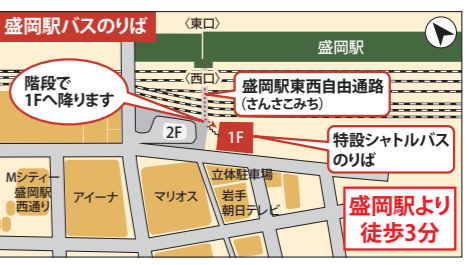 盛岡駅バスのりば
〈東口〉
盛岡駅
〈西口〉
階段で
1Fへ降ります
盛岡駅東西自由通路
（さんさこみち）
2F
1F
特設シャトルバス
のりば
Mシティー
盛岡駅
西通り
アイーナ
マリオス
立体駐車場
岩手
朝日テレビ
盛岡駅より
徒歩3分